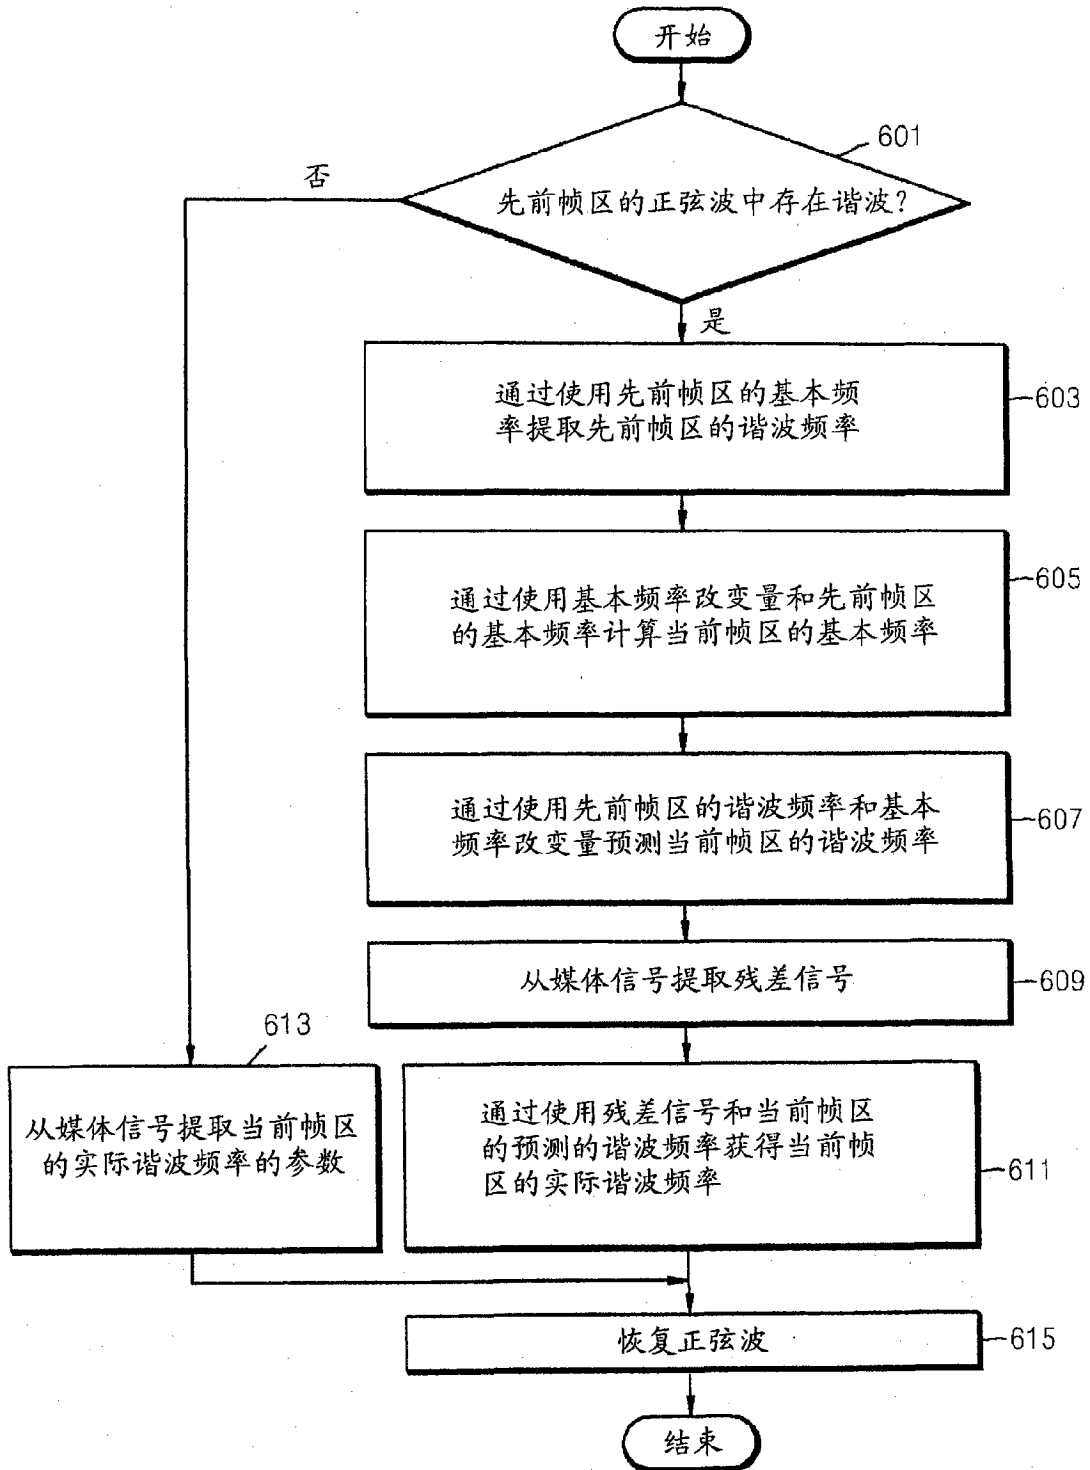 开始
601
否
先前帧区的正弦波中存在谐波?
是
通过使用先前帧区的基本频
率提取先前帧区的谐波频率
603
通过使用基本频率改变量和先前帧区
的基本频率计算当前帧区的基本频率
605
通过使用先前帧区的谐波频率和基本
频率改变量预测当前帧区的谐波频率
607
从媒体信号提取残差信号
609
613
从媒体信号提取当前帧区
的实际谐波频率的参数
通过使用残差信号和当前帧区
的预测的谐波频率获得当前帧
区的实际谐波频率
611
恢复正弦波
615
结束